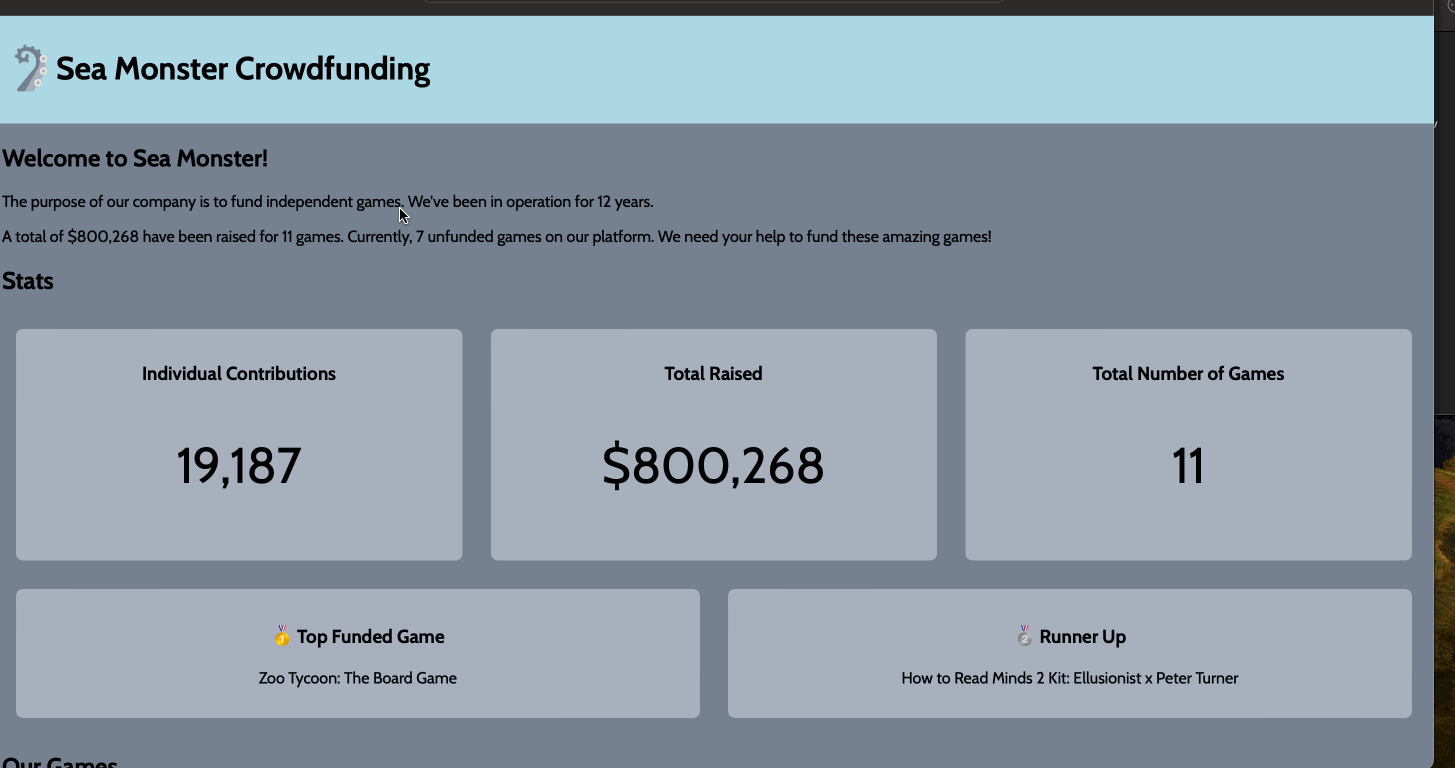 Sea Monster Crowdfunding
Welcome to Sea Monster!
The purpose of our company is to fund independent games. We've been in operation for 12 years.
A total of $800,268 have been raised for 11 games. Currently, 7 unfunded games on our platform. We need your help to fund these amazing games!
Stats
Individual Contributions
19,187
Total Raised
$800,268
Total Number of Games
11
🥇 Top Funded Game
Zoo Tycoon: The Board Game
🥈 Runner Up
How to Read Minds 2 Kit: Ellusionist x Peter Turner
Our Games